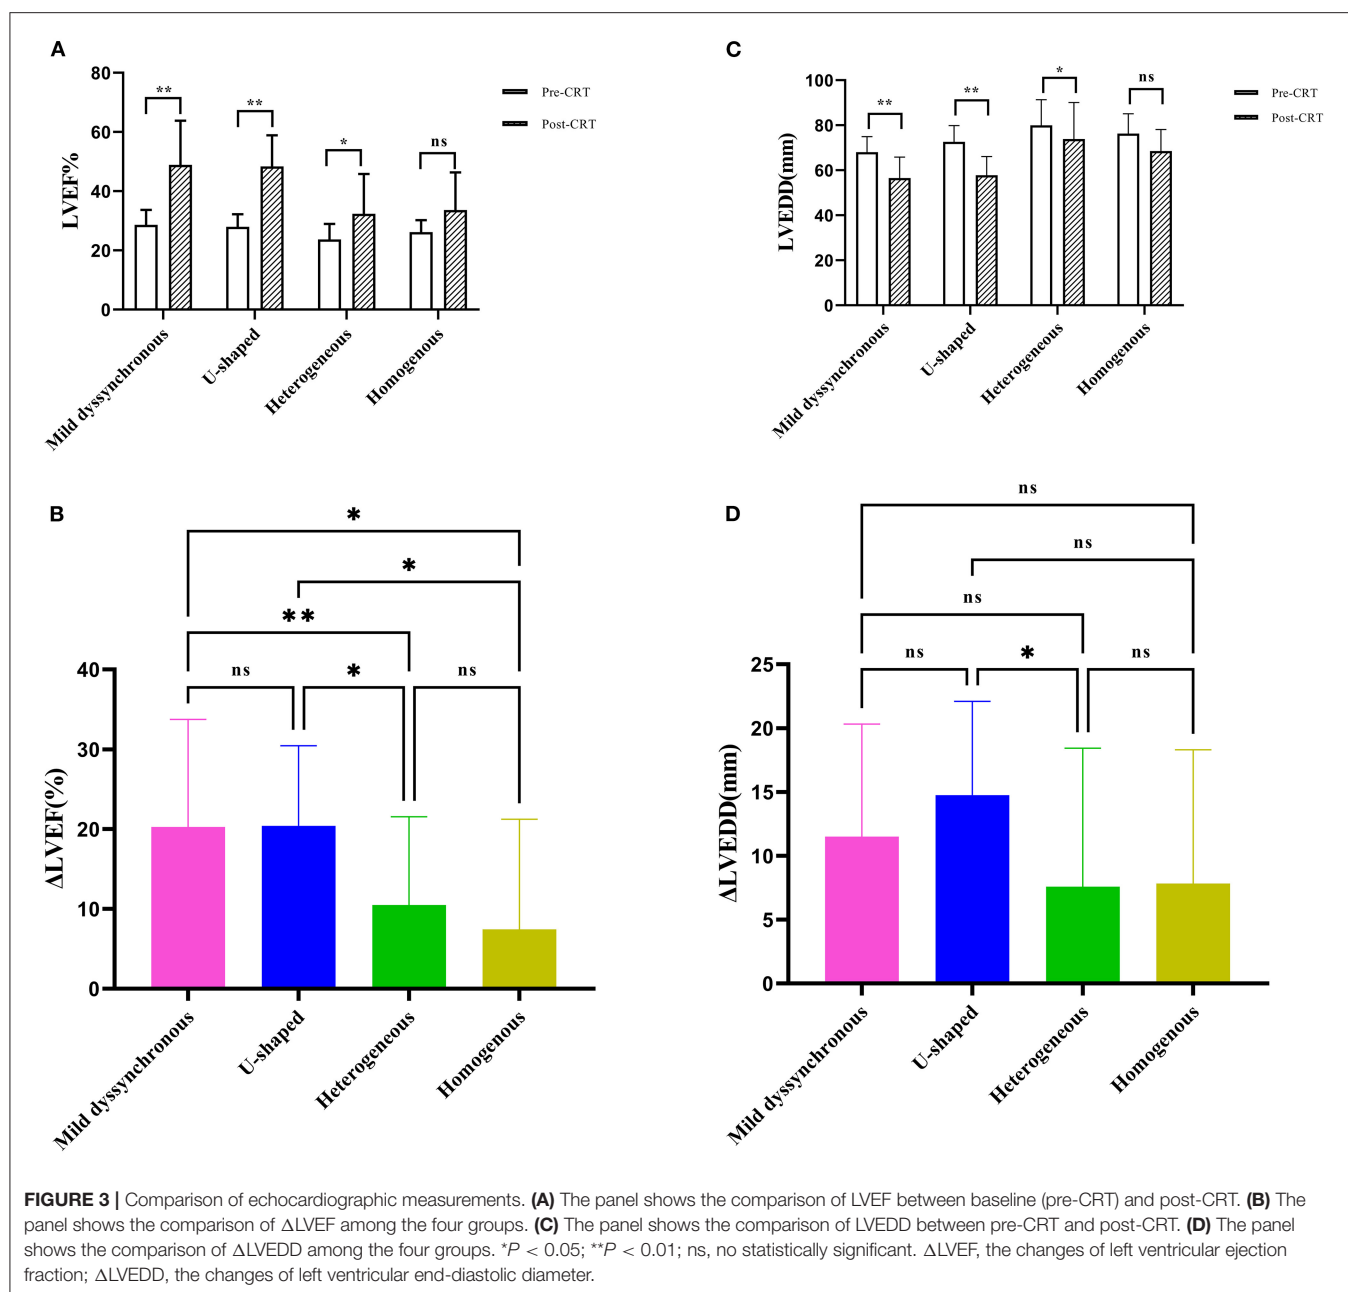 A
80
60
40
20
0
LVEF%
**
**
*
ns
Pre-CRT
Post-CRT
Mild dyssynchronous
U-shaped
Heterogeneous
Homogenous
C
100
80
60
40
20
0
LVEDD(mm)
**
**
*
ns
Pre-CRT
Post-CRT
Mild dyssynchronous
U-shaped
Heterogeneous
Homogenous
B
*
*
**
ns
*
ns
40
30
20
10
0
ΔLVEF(%)
Mild dyssynchronous
U-shaped
Heterogeneous
Homogenous
D
ns
ns
ns
ns
*
ns
25
20
15
10
5
0
ΔLVEDD(mm)
Mild dyssynchronous
U-shaped
Heterogeneous
Homogenous
FIGURE 3 | Comparison of echocardiographic measurements. (A) The panel shows the comparison of LVEF between baseline (pre-CRT) and post-CRT. (B) The
panel shows the comparison of ΔLVEF among the four groups. (C) The panel shows the comparison of LVEDD between pre-CRT and post-CRT. (D) The panel
shows the comparison of ΔLVEDD among the four groups. *P < 0.05; **P < 0.01; ns, no statistically significant. ΔLVEF, the changes of left ventricular ejection
fraction; ΔLVEDD, the changes of left ventricular end-diastolic diameter.